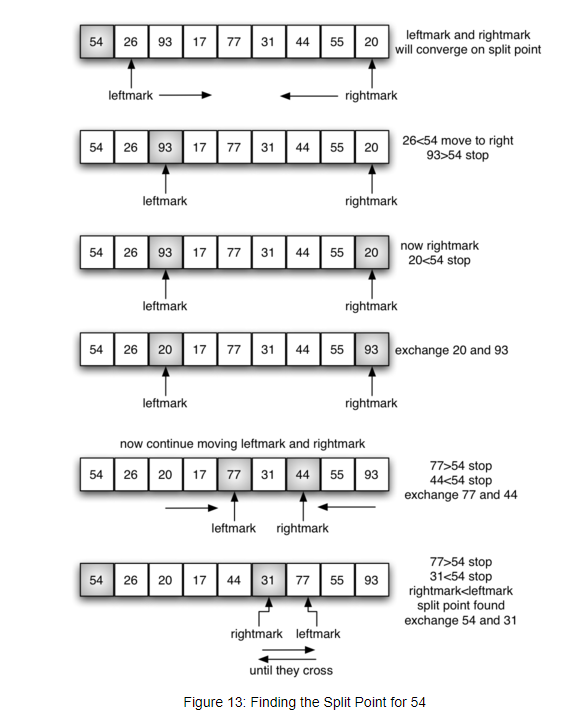 54 26 93 17 77 31 44 55 20
leftmark and rightmark
will converge on split point
leftmark
rightmark
54 26 93 17 77 31 44 55 20
26<54 move to right
93>54 stop
leftmark
rightmark
54 26 93 17 77 31 44 55 20
now rightmark
20<54 stop
leftmark
rightmark
54 26 20 17 77 31 44 55 93
exchange 20 and 93
leftmark
rightmark
now continue moving leftmark and rightmark
54 26 20 17 77 31 44 55 93
77>54 stop
44<54 stop
exchange 77 and 44
leftmark
rightmark
54 26 20 17 44 31 77 55 93
77>54 stop
31<54 stop
rightmark<leftmark
split point found
exchange 54 and 31
rightmark
leftmark
until they cross
Figure 13: Finding the Split Point for 54